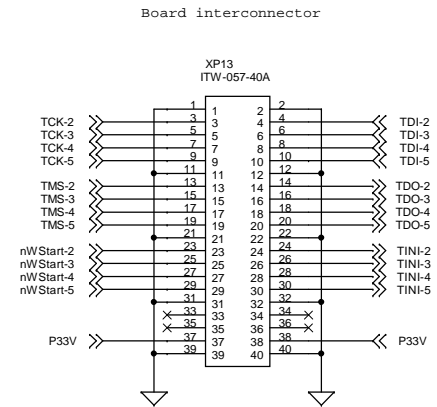 Board interconnector
XP13
ITW-057-40A
1 1 2 2
TCK-2 3 3 4 4 TDI-2
TCK-3 5 5 6 6 TDI-3
TCK-4 7 7 8 8 TDI-4
TCK-5 9 9 10 10 TDI-5
11 11 12 12
TMS-2 13 13 14 14 TDO-2
TMS-3 15 15 16 16 TDO-3
TMS-4 17 17 18 18 TDO-4
TMS-5 19 19 20 20 TDO-5
21 21 22 22
nWStart-2 23 23 24 24 TINI-2
nWStart-3 25 25 26 26 TINI-3
nWStart-4 27 27 28 28 TINI-4
nWStart-5 29 29 30 30 TINI-5
31 31 32 32
33 33 34 34
35 35 36 36
P33V 37 37 38 38 P33V
39 39 40 40